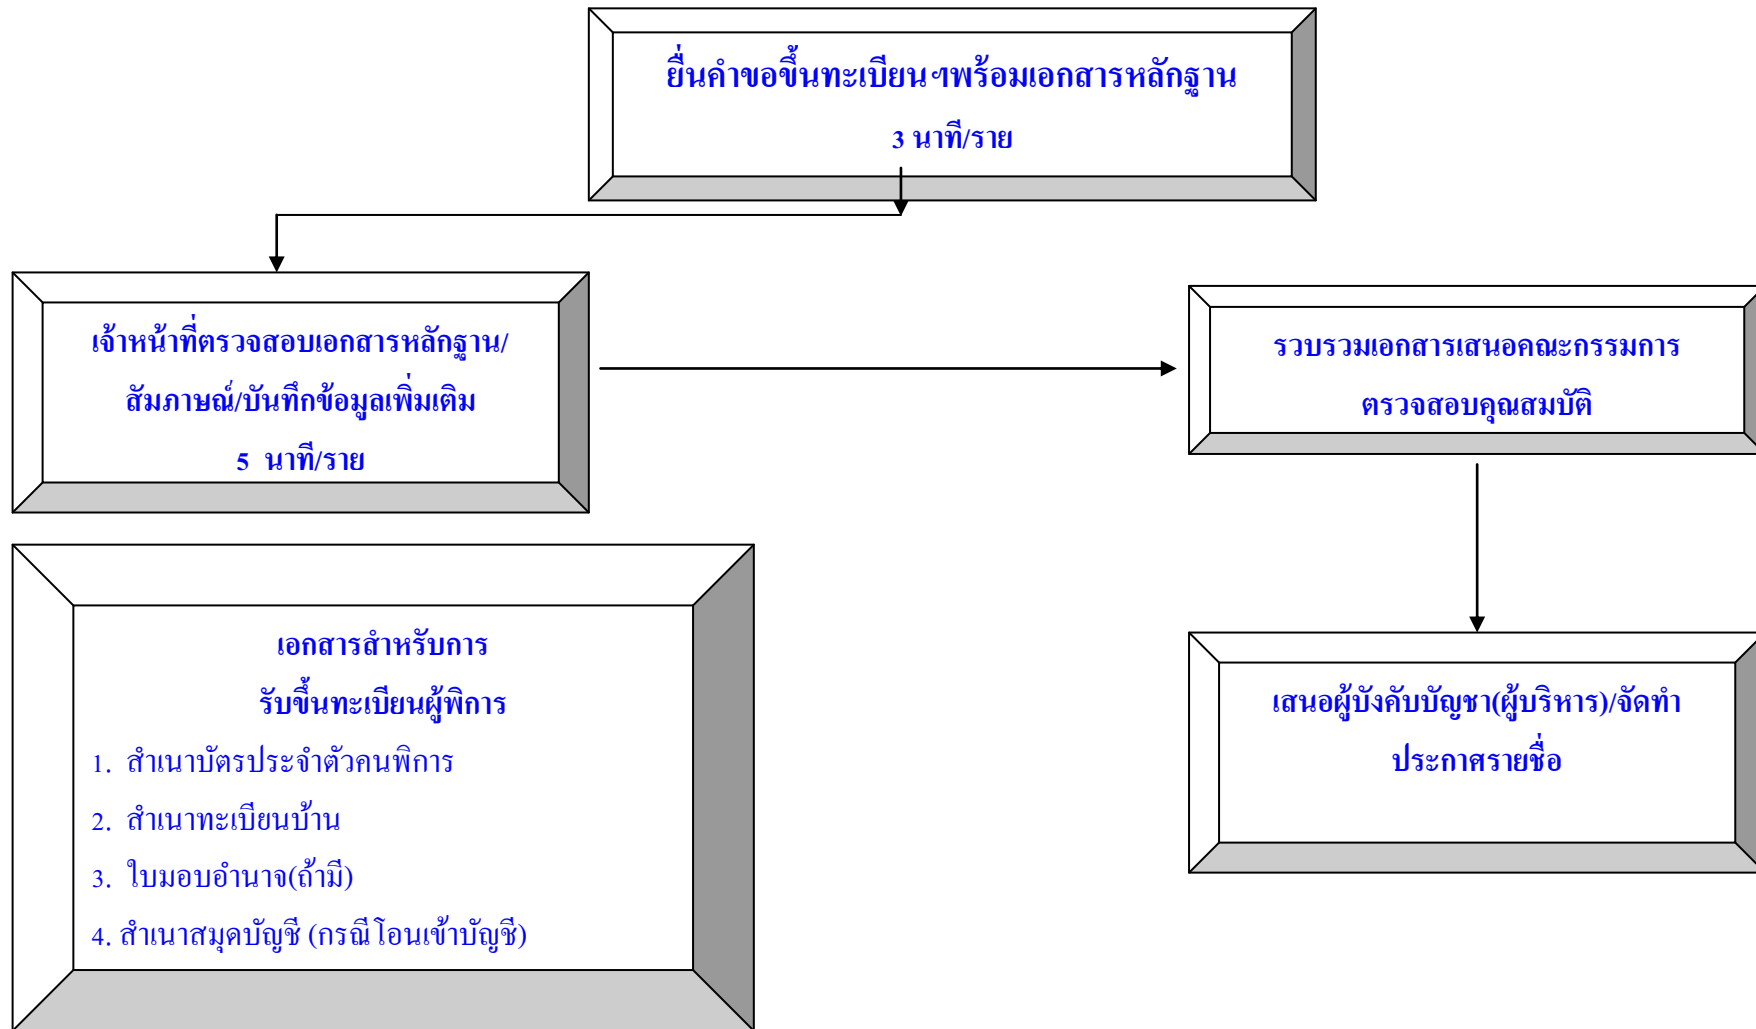 ยื่นคำขอขึ้นทะเบียนฯพร้อมเอกสารหลักฐาน
3 นาที/ราย
เจ้าหน้าที่ตรวจสอบเอกสารหลักฐาน/
สัมภาษณ์/บันทึกข้อมูลเพิ่มเติม
5 นาที/ราย
รวบรวมเอกสารเสนอคณะกรรมการ
ตรวจสอบคุณสมบัติ
เอกสารสำหรับการ
รับขึ้นทะเบียนผู้พิการ
1. สำเนาบัตรประจำตัวคนพิการ
2. สำเนาทะเบียนบ้าน
3. ใบมอบอำนาจ(ถ้ามี)
4. สำเนาสมุดบัญชี (กรณีโอนเข้าบัญชี)
เสนอผู้บังคับบัญชา(ผู้บริหาร)/จัดทำ
ประกาศรายชื่อ